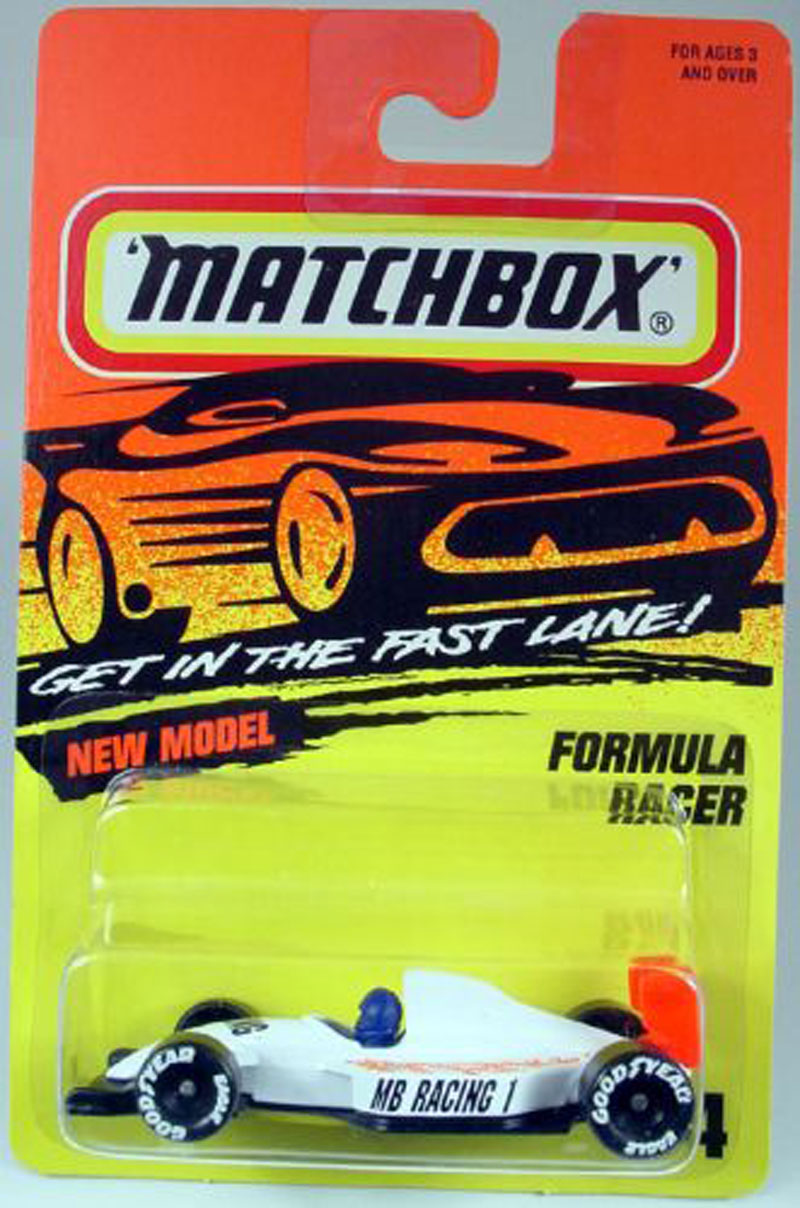 FOR AGES 3
AND OVER
'MATCHBOX'®
GET IN THE FAST LANE!
NEW MODEL
FORMULA
RACER
MB RACING 1
GOODYEAR
EAGLE
GOODYEAR
EAGLE
4